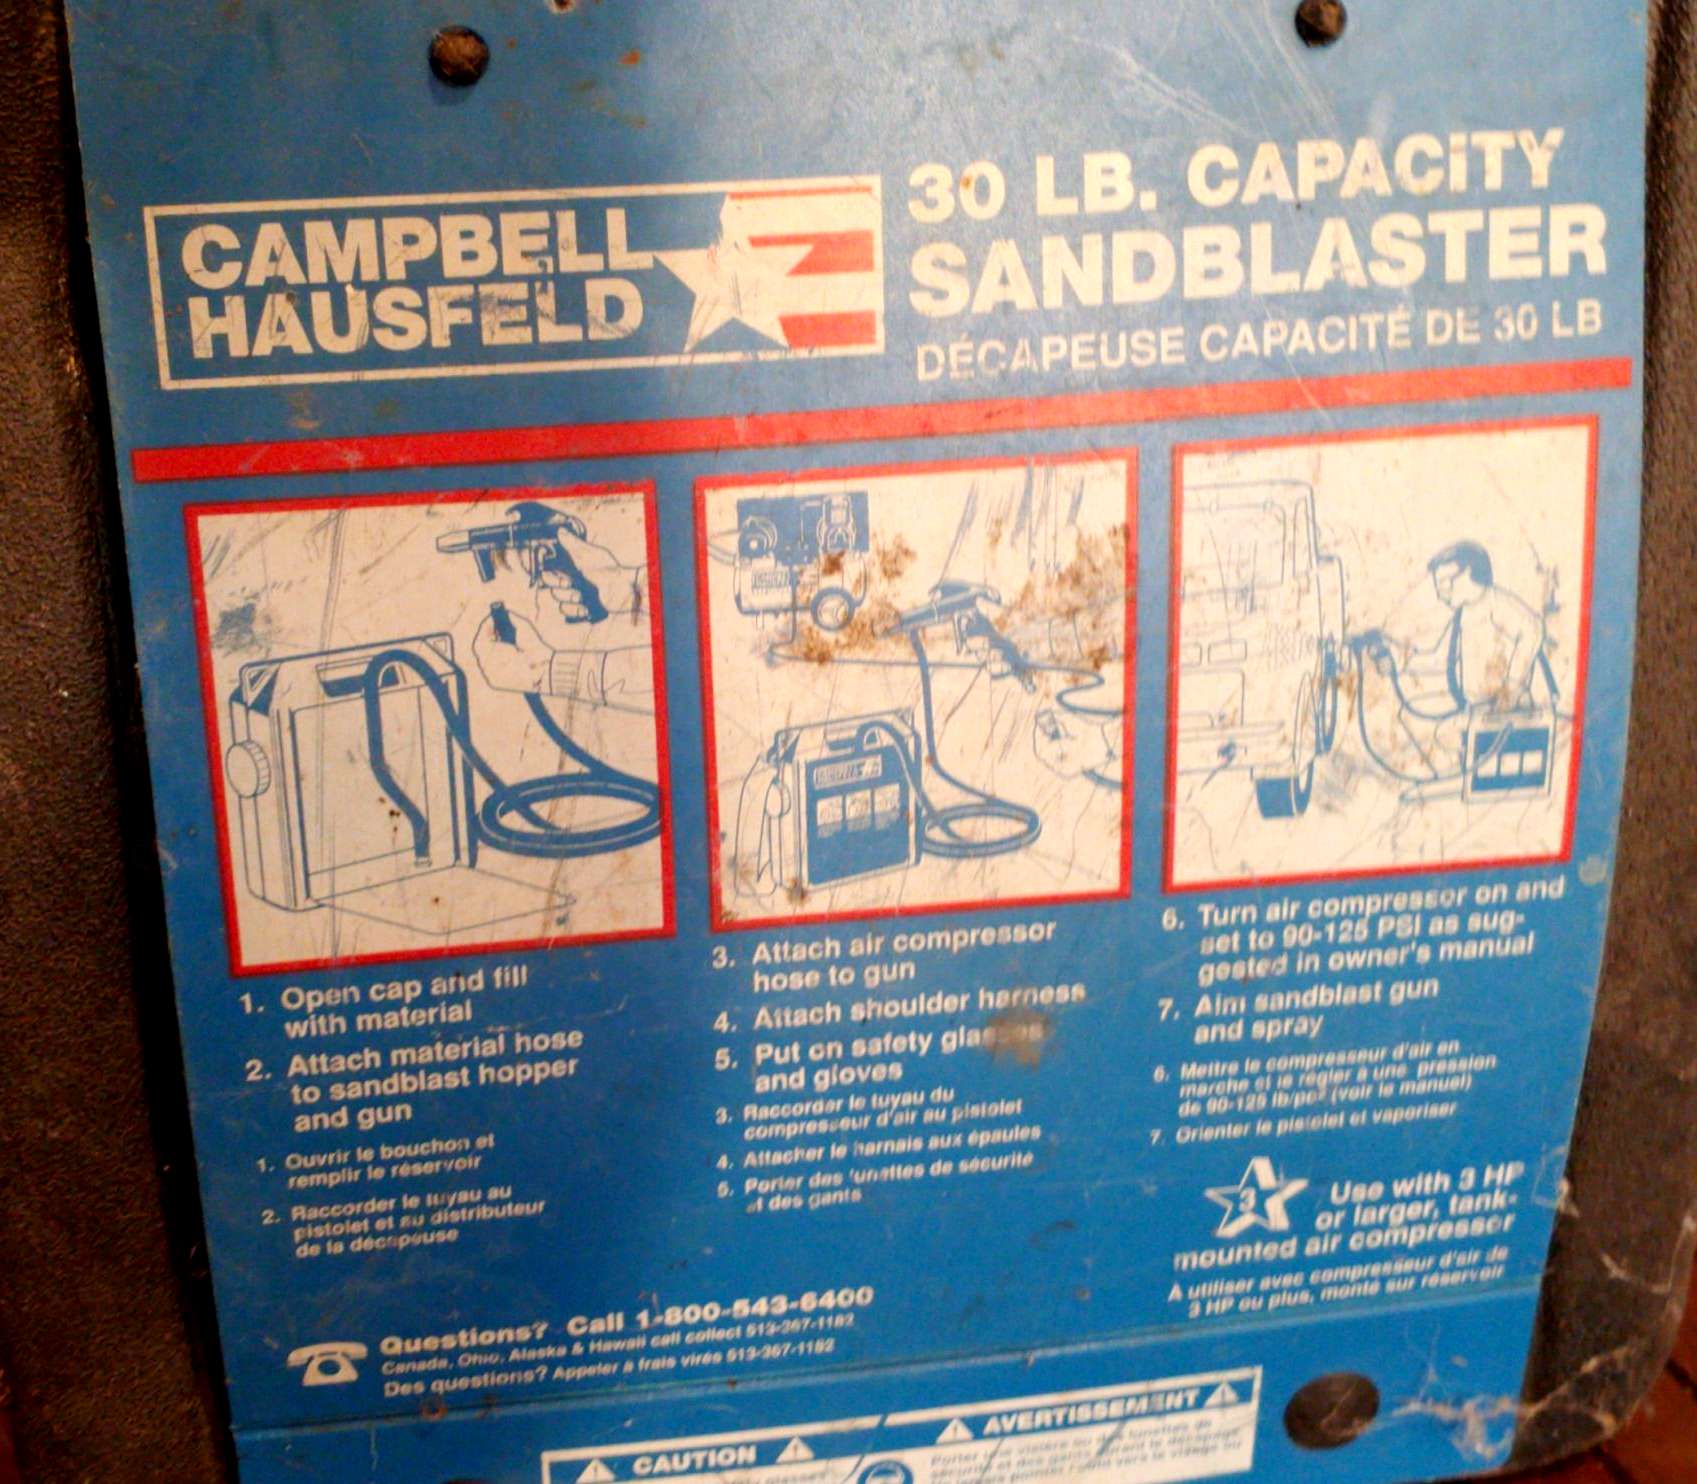 CAMPBELL
HAUSFELD
30 LB. CAPACITY
SANDBLASTER
DÉCAPEUSE CAPACITÉ DE 30 LB
1. Open cap and fill
with material
2. Attach material hose
to sandblast hopper
and gun
1. Ouvrir le bouchon et
remplir le réservoir
2. Raccorder le tuyau au
pistolet et au distributeur
de la décapeuse
3. Attach air compressor
hose to gun
4. Attach shoulder harness
5. Put on safety
and gloves
3. Raccorder le tuyau du
compresseur d'air au pistolet
4. Attacher le harnais aux épaules
5. Porter des lunettes de sécurité
et des gants
6. Turn air compressor on and
set to 90-125 PSI as sug-
gested in owner's manual
7. Aim sandblast gun
and spray
6. Mettre le compresseur d'air en
marche et le régler à une pression
de 90-125 lb/po² (voir le manuel)
7. Orienter le pistolet et vaporiser
3
Use with 3 HP
or larger, tank-
mounted air compressor
À utiliser avec compresseur d'air de
3 HP ou plus, monté sur réservoir
Questions? Call 1-800-543-6400
Canada, Ohio, Alaska & Hawaii call collect 513-367-1182
Des questions? Appeler à frais virés 513-367-1182
CAUTION
AVERTISSEMENT